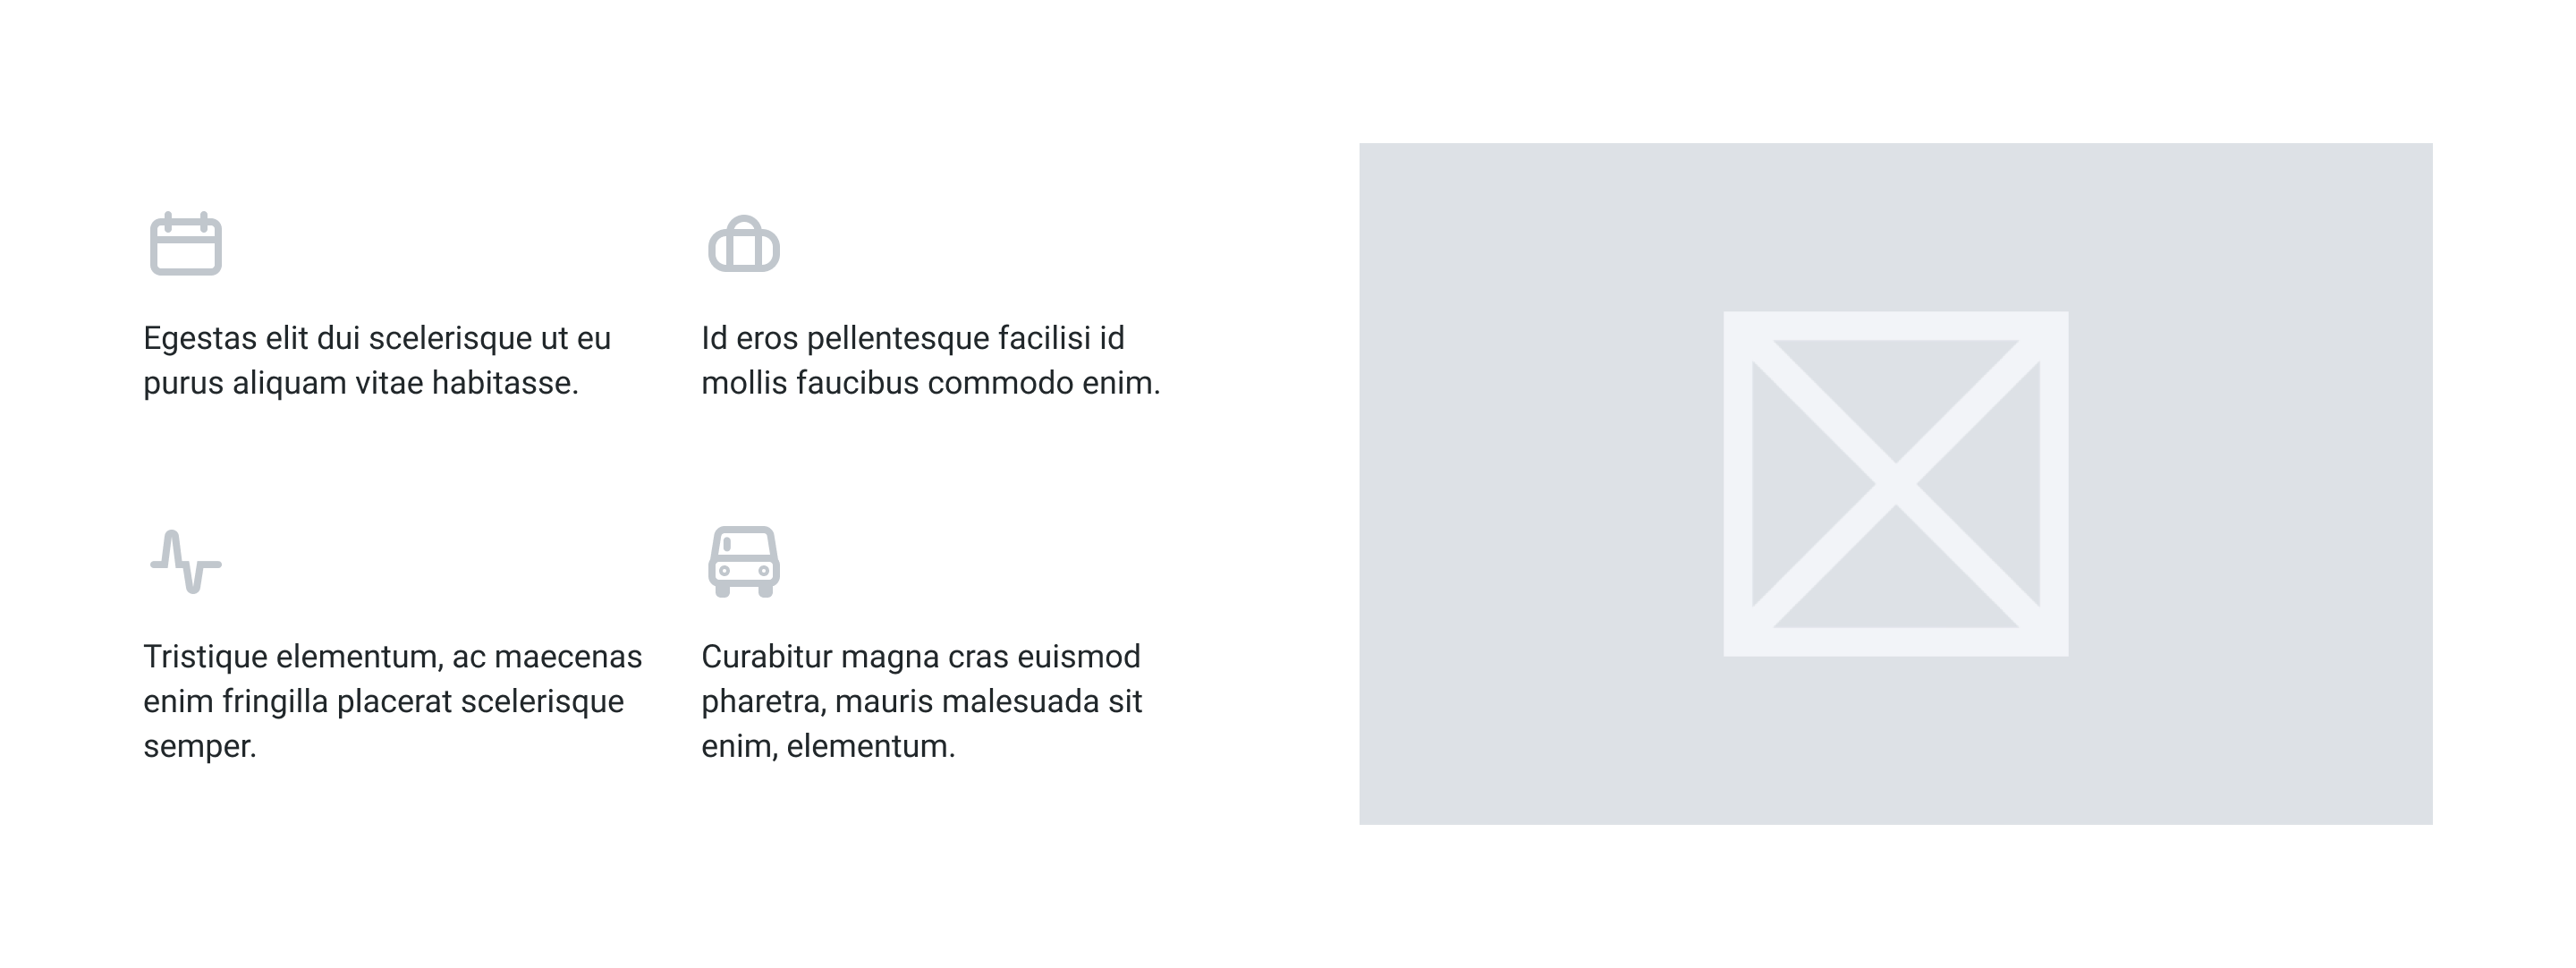 Egestas elit dui scelerisque ut eu
purus aliquam vitae habitasse.
Id eros pellentesque facilisi id
mollis faucibus commodo enim.
Tristique elementum, ac maecenas
enim fringilla placerat scelerisque
semper.
Curabitur magna cras euismod
pharetra, mauris malesuada sit
enim, elementum.